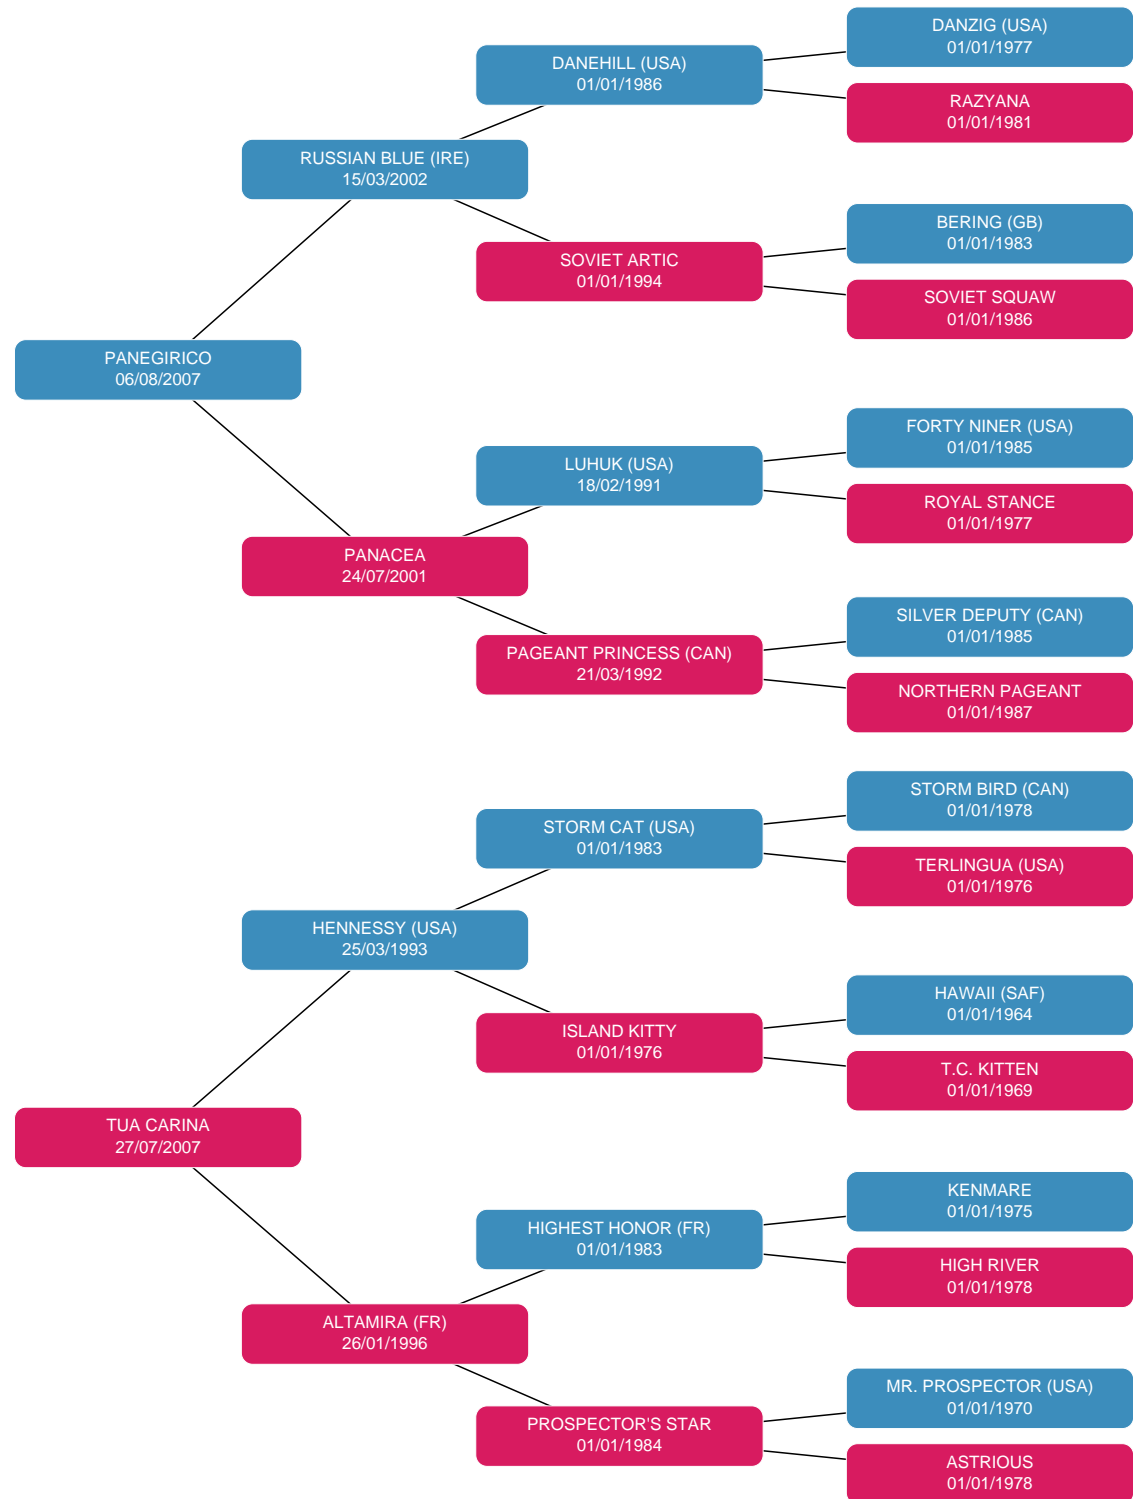 DANZIG (USA)
01/01/1977
DANEHILL (USA)
01/01/1986
RAZYANA
01/01/1981
RUSSIAN BLUE (IRE)
15/03/2002
BERING (GB)
01/01/1983
SOVIET ARTIC
01/01/1994
SOVIET SQUAW
01/01/1986
PANEGIRICO
06/08/2007
FORTY NINER (USA)
01/01/1985
LUHUK (USA)
18/02/1991
ROYAL STANCE
01/01/1977
PANACEA
24/07/2001
SILVER DEPUTY (CAN)
01/01/1985
PAGEANT PRINCESS (CAN)
21/03/1992
NORTHERN PAGEANT
01/01/1987
STORM BIRD (CAN)
01/01/1978
STORM CAT (USA)
01/01/1983
TERLINGUA (USA)
01/01/1976
HENNESSY (USA)
25/03/1993
HAWAII (SAF)
01/01/1964
ISLAND KITTY
01/01/1976
T.C. KITTEN
01/01/1969
TUA CARINA
27/07/2007
KENMARE
01/01/1975
HIGHEST HONOR (FR)
01/01/1983
HIGH RIVER
01/01/1978
ALTAMIRA (FR)
26/01/1996
MR. PROSPECTOR (USA)
01/01/1970
PROSPECTOR'S STAR
01/01/1984
ASTRIOUS
01/01/1978